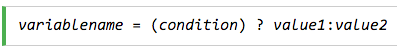 variablename = (condition) ? value1:value2